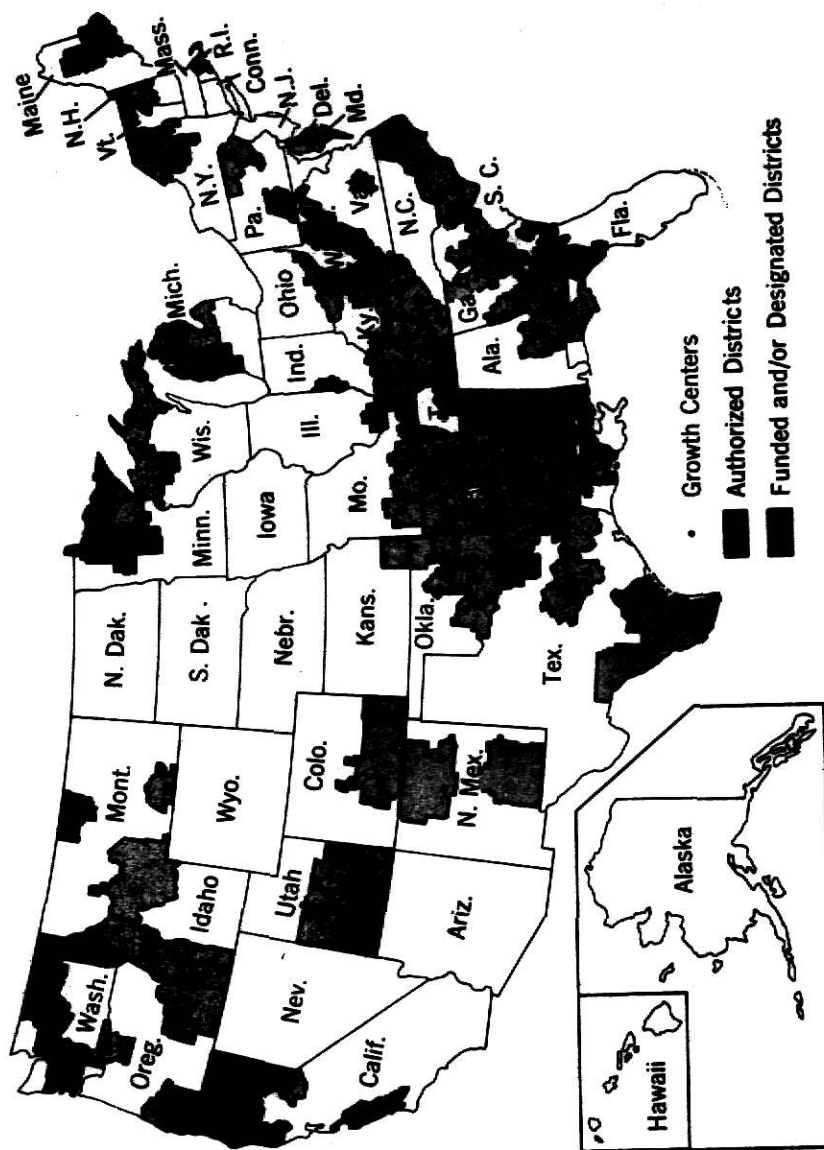 Wash.
Oreg.
Calif.
Nev.
Idaho
Mont.
Wyo.
Utah
Ariz.
Colo.
N. Mex.
N. Dak.
S. Dak.
Nebr.
Kans.
Okla.
Tex.
Minn.
Iowa
Mo.
Wis.
Ill.
Mich.
Ind.
Ohio
Ky.
Ala.
Ga.
Fla.
S. C.
N.C.
Va.
W.
Pa.
N.Y.
Vt.
N.H.
Maine
Mass.
R.I.
Conn.
N.J.
Del.
Md.
Alaska
Hawaii
• Growth Centers
Authorized Districts
Funded and/or Designated Districts